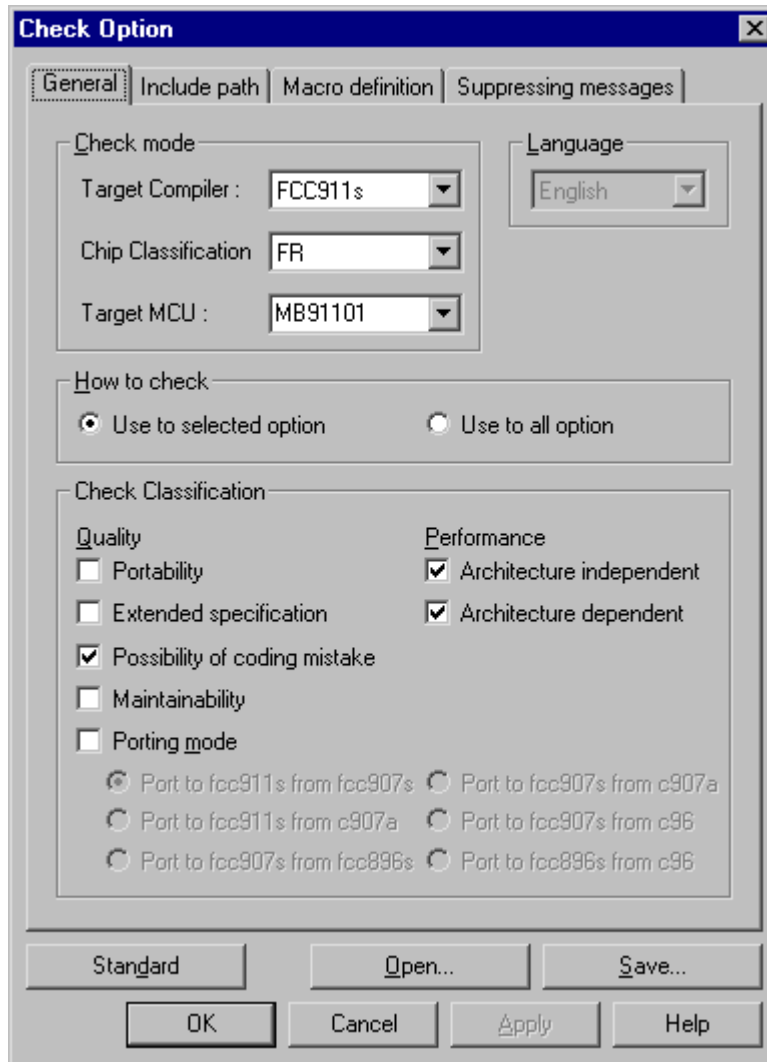 Check Option
General Include path Macro definition Suppressing messages
Check mode
Language
Target Compiler : FCC911s
English
Chip Classification FR
Target MCU : MB91101
How to check
Use to selected option Use to all option
Check Classification
Quality Performance
Portability Architecture independent
Extended specification Architecture dependent
Possibility of coding mistake
Maintainability
Porting mode
Port to fcc911s from fcc907s Port to fcc907s from c907a
Port to fcc911s from c907a Port to fcc907s from c96
Port to fcc907s from fcc896s Port to fcc896s from c96
Standard Open... Save...
OK Cancel Apply Help